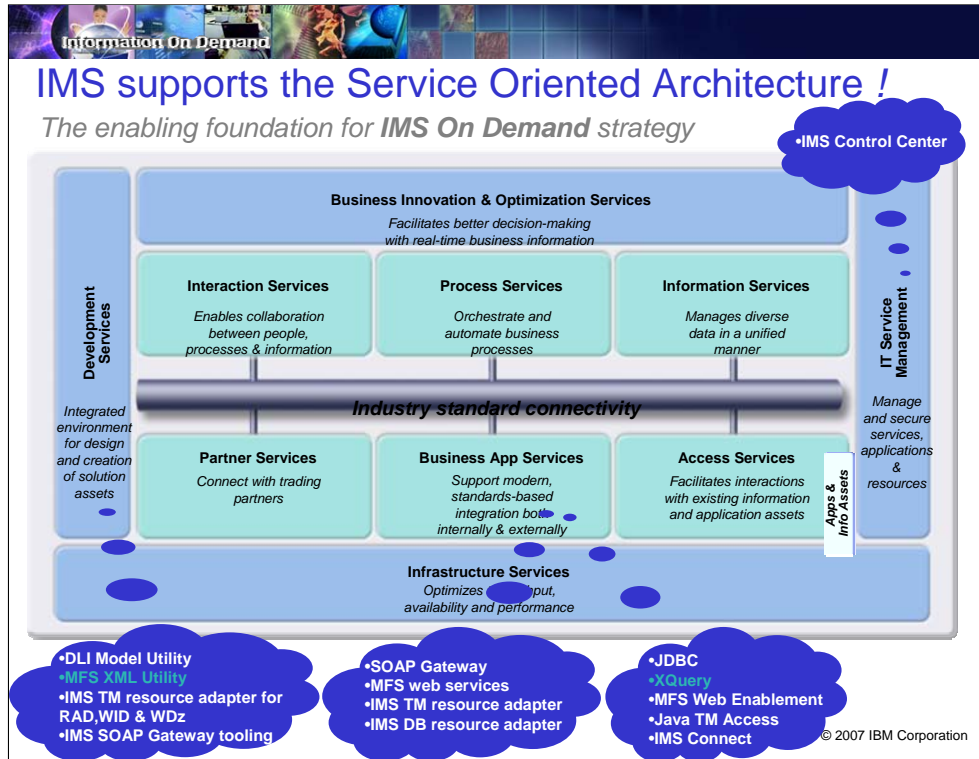 Information On Demand
IMS supports the Service Oriented Architecture !
The enabling foundation for IMS On Demand strategy
•IMS Control Center
Business Innovation & Optimization Services
Facilitates better decision-making
with real-time business information
Development
Services
Integrated
environment
for design
and creation
of solution
assets
Interaction Services
Enables collaboration
between people,
processes & information
Process Services
Orchestrate and
automate business
processes
Information Services
Manages diverse
data in a unified
manner
IT Service
Management
Manage
and secure
services,
applications
&
resources
Industry standard connectivity
Partner Services
Connect with trading
partners
Business App Services
Support modern,
standards-based
integration both
internally & externally
Access Services
Facilitates interactions
with existing information
and application assets
Apps &
Info Assets
Infrastructure Services
Optimizes
availability and performance
•DLI Model Utility
•MFS XML Utility
•IMS TM resource adapter for
RAD,WID & WDz
•IMS SOAP Gateway tooling
•SOAP Gateway
•MFS web services
•IMS TM resource adapter
•IMS DB resource adapter
•JDBC
•XQuery
•MFS Web Enablement
•Java TM Access
•IMS Connect
© 2007 IBM Corporation